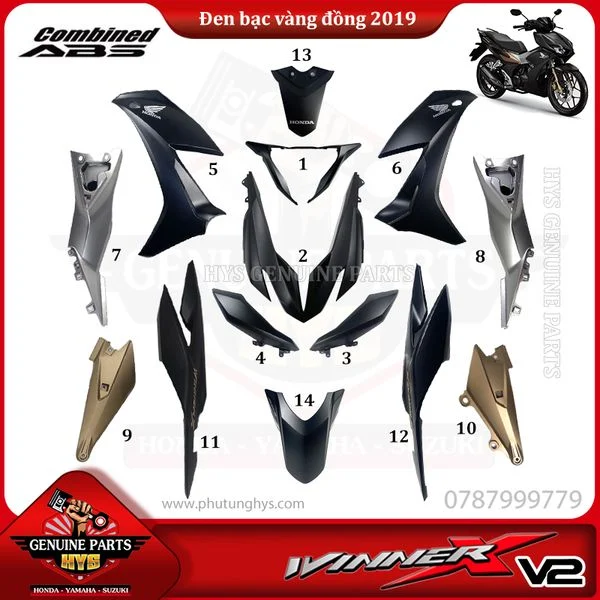 Combined
ABS
Đen bạc vàng đồng 2019
13
HONDA
HONDA
HONDA
5
1
6
7
2
8
HYS GENUINE PARTS
HYS GENUINE PARTS
4
3
WINNER X
14
9
11
12
10
HONDA - YAMAHA - SUZUKI
www.phutunghys.com
0787999779
GENUINE PARTS
HYS
HONDA - YAMAHA - SUZUKI
WINNER X V2